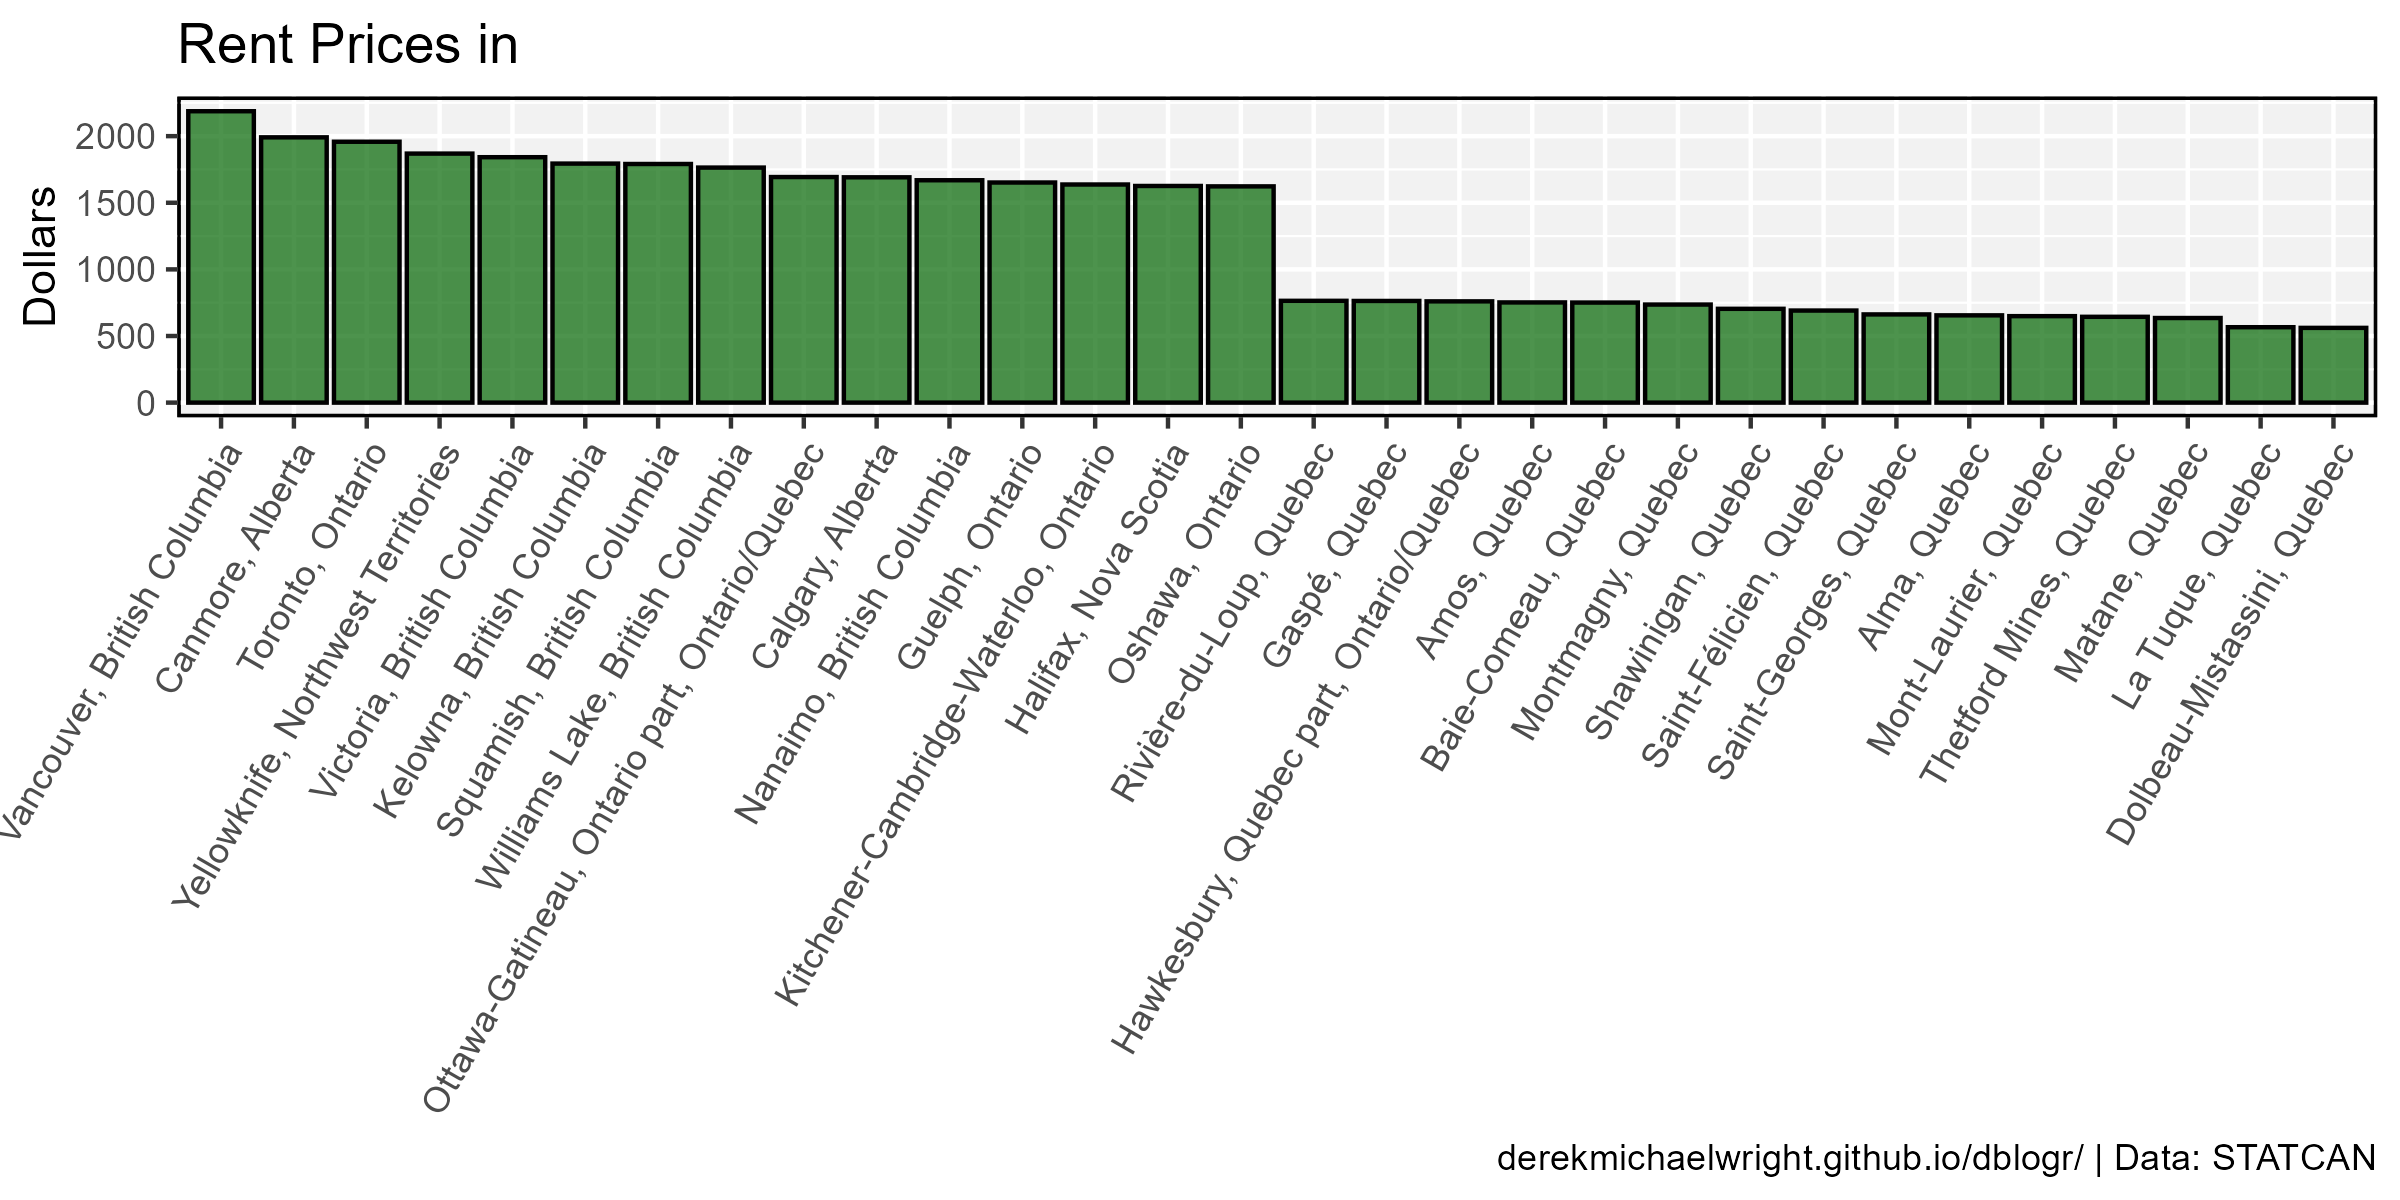 Rent Prices in
Dollars
2000
1500
1000
500
0
Vancouver, British Columbia
Canmore, Alberta
Toronto, Ontario
Yellowknife, Northwest Territories
Victoria, British Columbia
Kelowna, British Columbia
Squamish, British Columbia
Williams Lake, British Columbia
Ottawa-Gatineau, Ontario part, Ontario/Quebec
Calgary, Alberta
Nanaimo, British Columbia
Guelph, Ontario
Kitchener-Cambridge-Waterloo, Ontario
Halifax, Nova Scotia
Oshawa, Ontario
Rivière-du-Loup, Quebec
Gaspé, Quebec
Hawkesbury, Quebec part, Ontario/Quebec
Amos, Quebec
Baie-Comeau, Quebec
Montmagny, Quebec
Shawinigan, Quebec
Saint-Félicien, Quebec
Saint-Georges, Quebec
Alma, Quebec
Mont-Laurier, Quebec
Thetford Mines, Quebec
Matane, Quebec
La Tuque, Quebec
Dolbeau-Mistassini, Quebec
derekmichaelwright.github.io/dblogr/ | Data: STATCAN